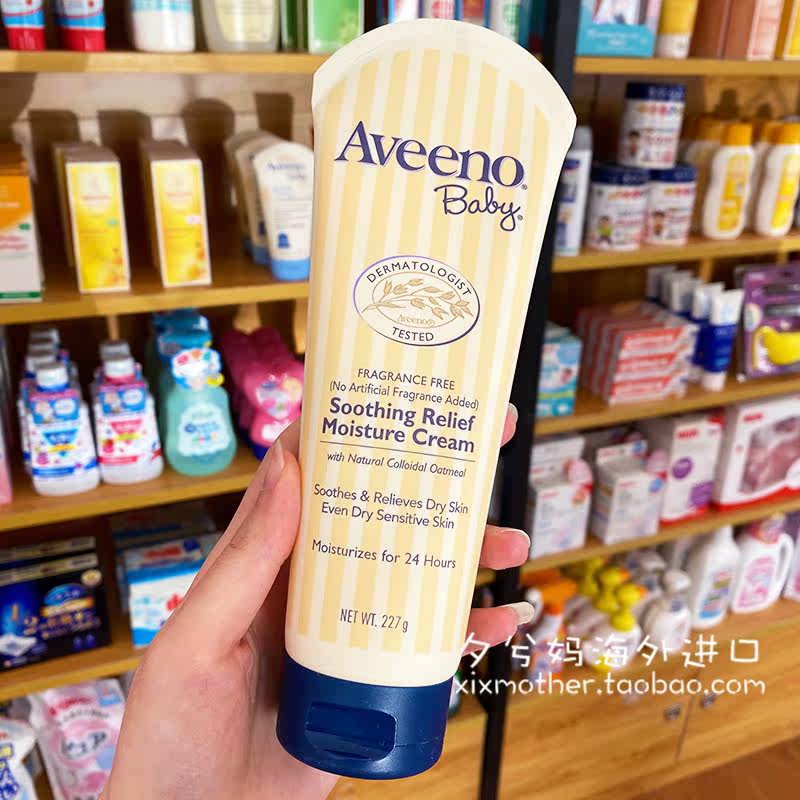 Aveeno®
Baby®
DERMATOLOGIST
Aveeno®
TESTED
FRAGRANCE FREE
(No Artificial Fragrance Added)
Soothing Relief
Moisture Cream
with Natural Colloidal Oatmeal
Soothes & Relieves Dry Skin
Even Dry Sensitive Skin
Moisturizes for 24 Hours
NET WT. 227g
夕兮妈海外进口
xixmother.taobao.com